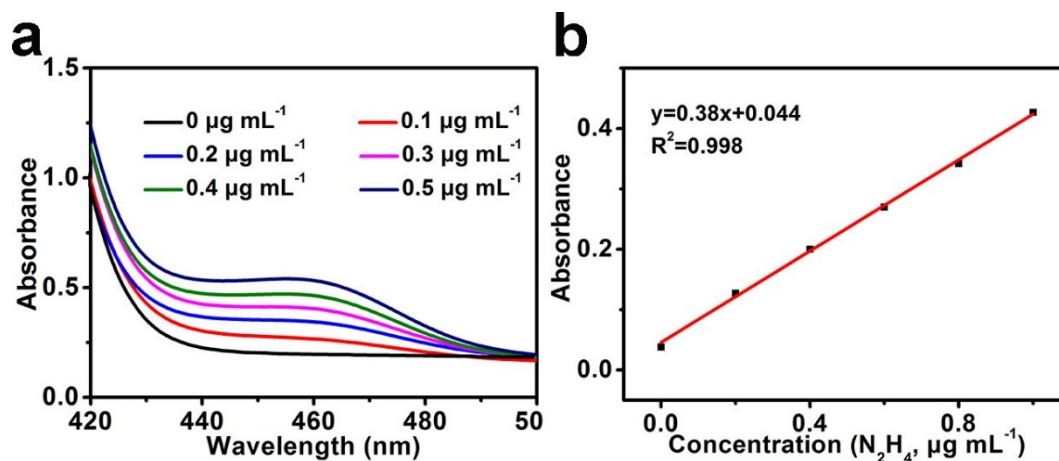 a
1.5
1.0
0.5
0.0
Absorbance
0 µg mL⁻¹ 0.1 µg mL⁻¹
0.2 µg mL⁻¹ 0.3 µg mL⁻¹
0.4 µg mL⁻¹ 0.5 µg mL⁻¹
420 440 460 480 50
Wavelength (nm)
b
y=0.38x+0.044
R²=0.998
0.4
0.2
0.0
Absorbance
0.0 0.4 0.8
Concentration (N₂H₄, µg mL⁻¹)